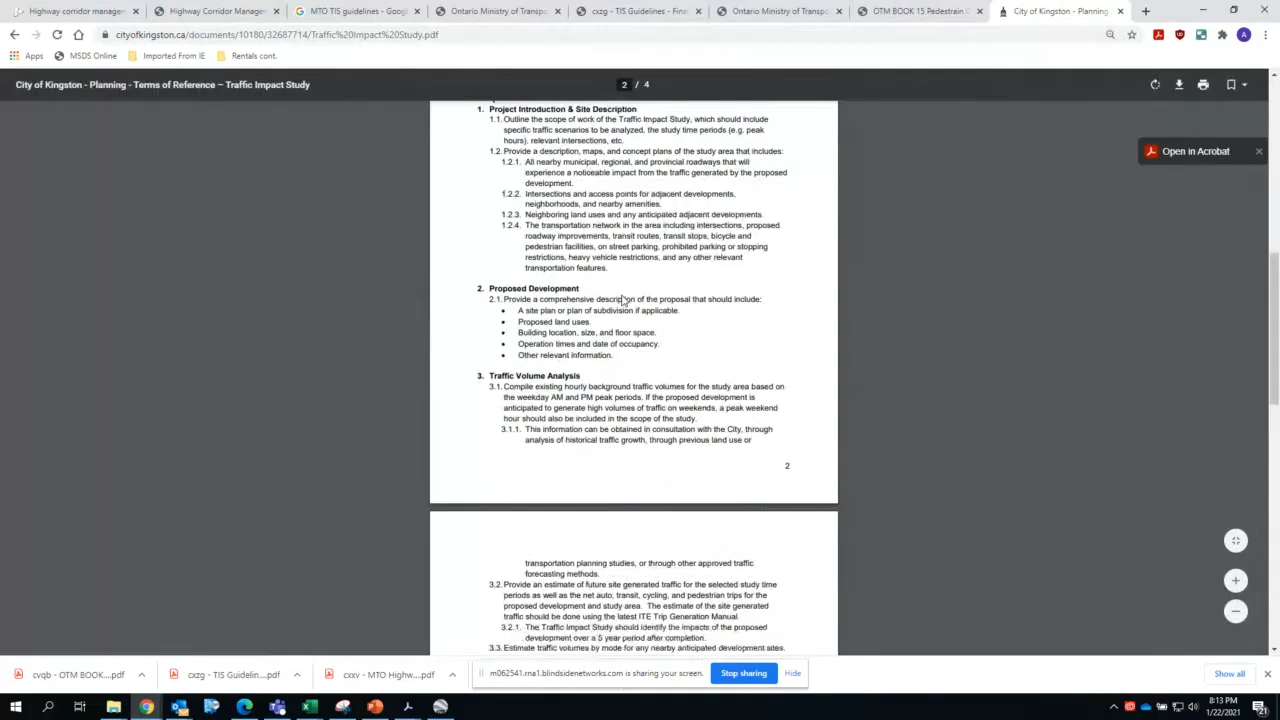 Highway corridor managem
Highway Corridor Manager
MTO TIS guidelines - Googl
Ontario Ministry of Transpo
cxzg - TIS Guidelines - Fina
Ontario Ministry of Transpo
OTM BOOK 15 Pedestrain C
City of Kingston - Planning
cityofkingston.ca/documents/10180/32687714/Traffic%20Impact%20Study.pdf
Apps
MSDS Online
Imported From IE
Rentals cont.
City of Kingston - Planning - Terms of Reference – Traffic Impact Study
2 / 4
Open in Acrobat
1. Project Introduction & Site Description
1.1. Outline the scope of work of the Traffic Impact Study, which should include
specific traffic scenarios to be analyzed, the study time periods (e.g. peak
hours), relevant intersections, etc.
1.2. Provide a description, maps, and concept plans of the study area that includes:
1.2.1. All nearby municipal, regional, and provincial roadways that will
experience a noticeable impact from the traffic generated by the proposed
development.
1.2.2. Intersections and access points for adjacent developments,
neighborhoods, and nearby amenities.
1.2.3. Neighboring land uses and any anticipated adjacent developments.
1.2.4. The transportation network in the area including intersections, proposed
roadway improvements, transit routes, transit stops, bicycle and
pedestrian facilities, on street parking, prohibited parking or stopping
restrictions, heavy vehicle restrictions, and any other relevant
transportation features.
2. Proposed Development
2.1. Provide a comprehensive description of the proposal that should include:
• A site plan or plan of subdivision if applicable.
• Proposed land uses.
• Building location, size, and floor space.
• Operation times and date of occupancy.
• Other relevant information.
3. Traffic Volume Analysis
3.1. Compile existing hourly background traffic volumes for the study area based on
the weekday AM and PM peak periods. If the proposed development is
anticipated to generate high volumes of traffic on weekends, a peak weekend
hour should also be included in the scope of the study.
3.1.1. This information can be obtained in consultation with the City, through
analysis of historical traffic growth, through previous land use or
2
transportation planning studies, or through other approved traffic
forecasting methods.
3.2. Provide an estimate of future site generated traffic for the selected study time
periods as well as the net auto, transit, cycling, and pedestrian trips for the
proposed development and study area. The estimate of the site generated
traffic should be done using the latest ITE Trip Generation Manual.
3.2.1. The Traffic Impact Study should identify the impacts of the proposed
development over a 5 year period after completion.
3.3. Estimate traffic volumes by mode for any nearby anticipated development sites.
cvbp - OTM BOOK....pdf
cxzg - TIS Guidelin....pdf
cxxv - MTO Highw....pdf
m062541.rna1.blindsidenetworks.com is sharing your screen.
Stop sharing
Hide
Show all
8:13 PM
1/22/2021